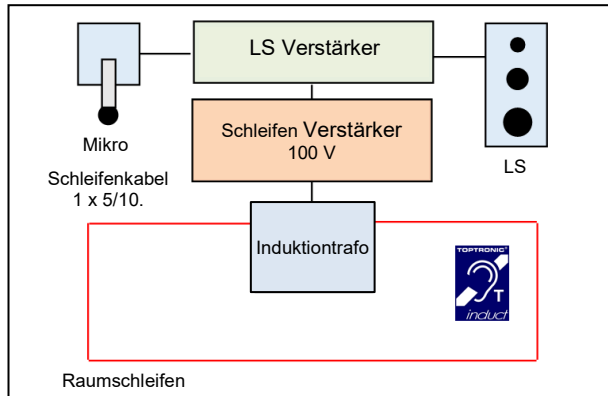 LS Verstärker
Schleifen Verstärker
100 V
Mikro
LS
Schleifenkabel
1 x 5/10.
Induktiontrafo
TOPTRONIC®
T
induct
Raumschleifen